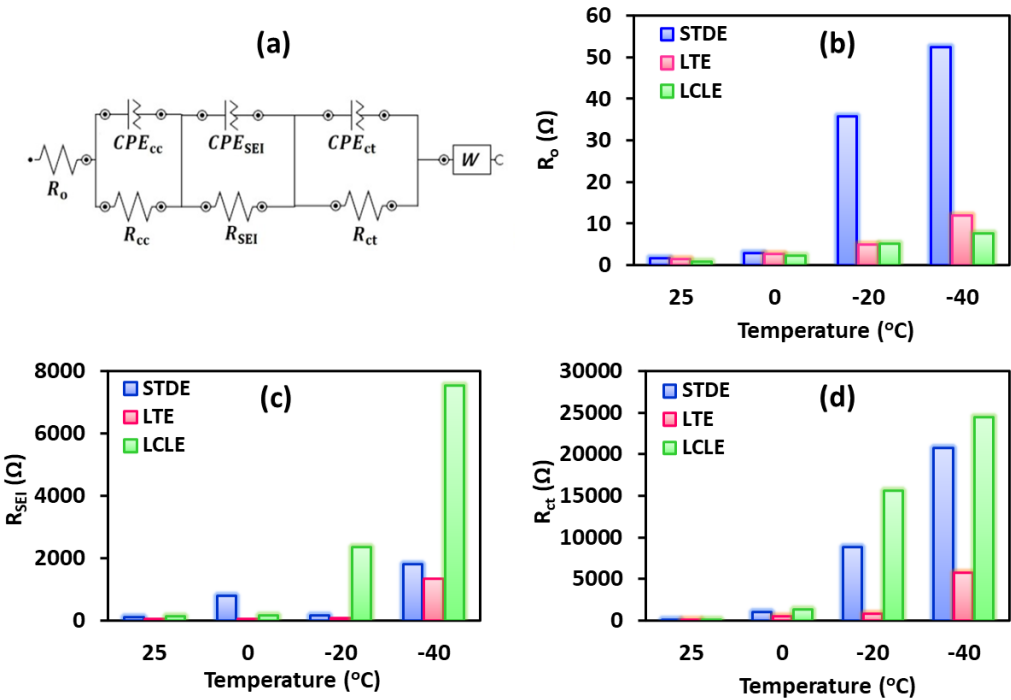 (a)
CPEcc
CPESEI
CPEct
Ro
W
Rcc
RSEI
Rct
(b)
STDE
LTE
LCLE
60
50
40
30
20
10
0
Ro (Ω)
25 0 -20 -40
Temperature (°C)
(c)
STDE
LTE
LCLE
8000
6000
4000
2000
0
RSEI (Ω)
25 0 -20 -40
Temperature (°C)
(d)
STDE
LTE
LCLE
30000
25000
20000
15000
10000
5000
0
Rct (Ω)
25 0 -20 -40
Temperature (°C)